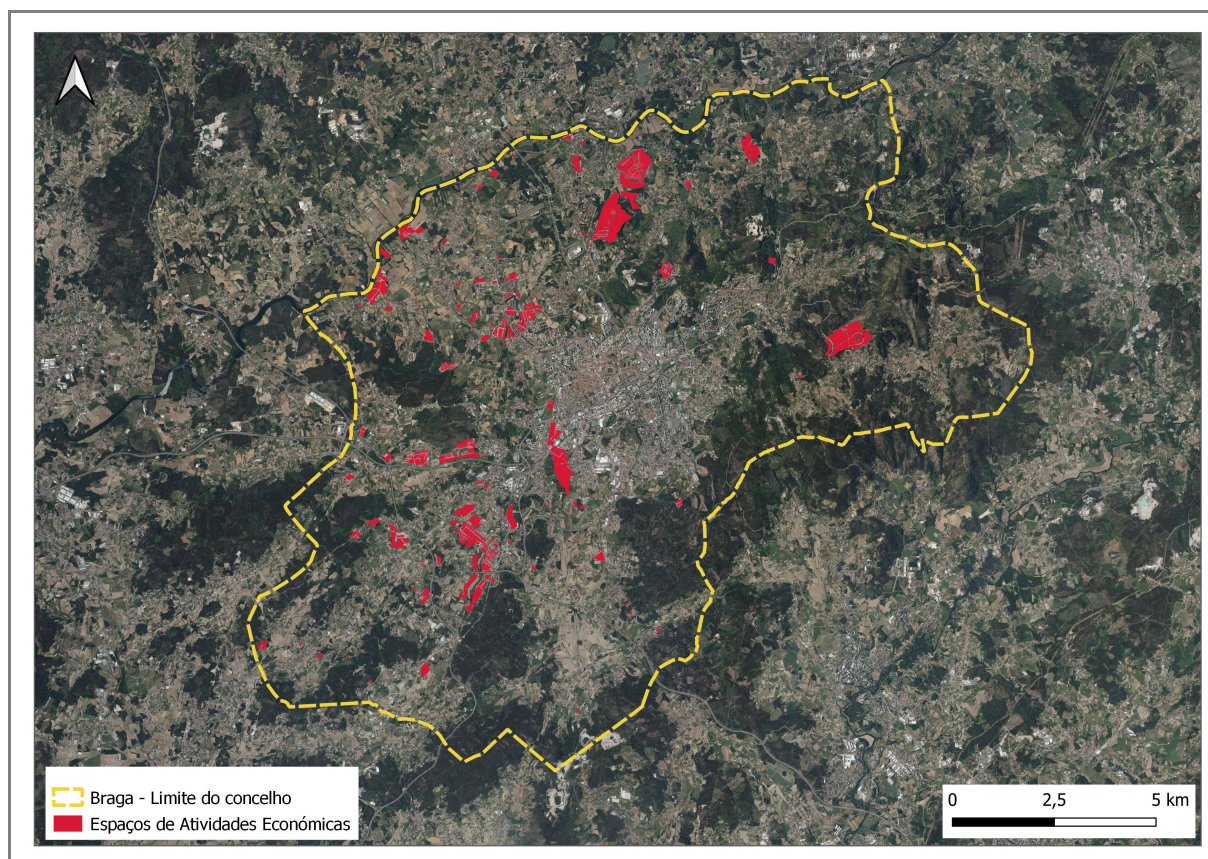 Braga - Limite do concelho
Espaços de Atividades Económicas
0 2,5 5 km